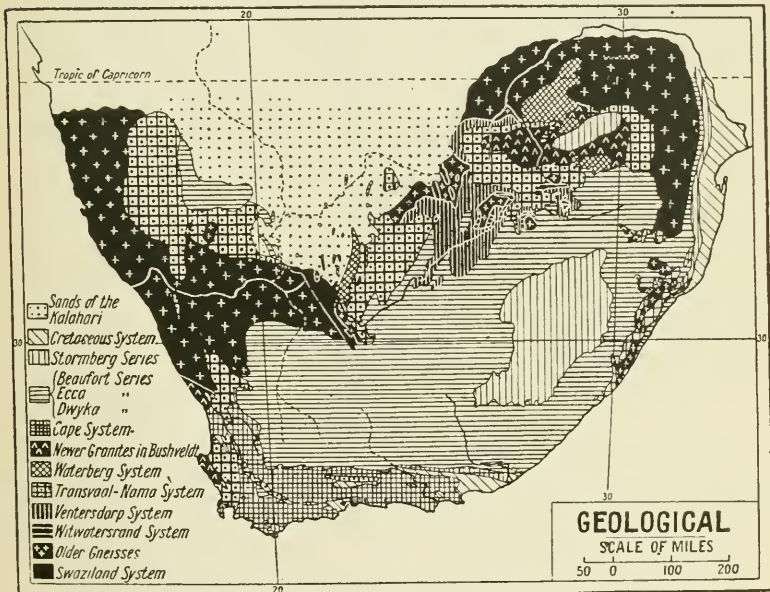 20
30
Tropic of Capricorn
Sands of the
Kalahari
Cretaceous System
Stormberg Series
Beaufort Series
30
30
Ecca "
Dwyka "
Cape System
Newer Granites in Bushveldt
Waterberg System
Transvaal-Nama System
Ventersdorp System
Witwatersrand System
Older Gneisses
Swaziland System
30
GEOLOGICAL
SCALE OF MILES
50 0 100 200
20